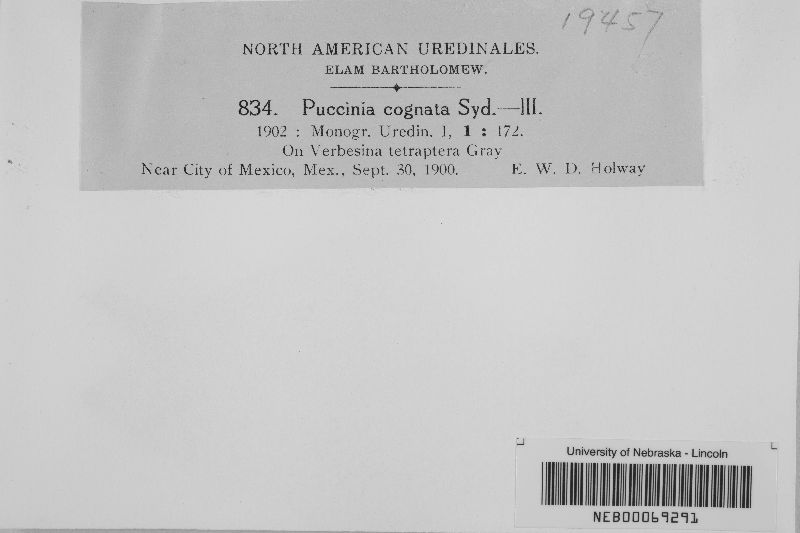 19457
NORTH AMERICAN UREDINALES.
ELAM BARTHOLOMEW.
834. Puccinia cognata Syd.—III.
1902 : Monogr. Uredin. I, 1 : 172.
On Verbesina tetraptera Gray
Near City of Mexico, Mex., Sept. 30, 1900. E. W. D. Holway
University of Nebraska - Lincoln
NEB00069291